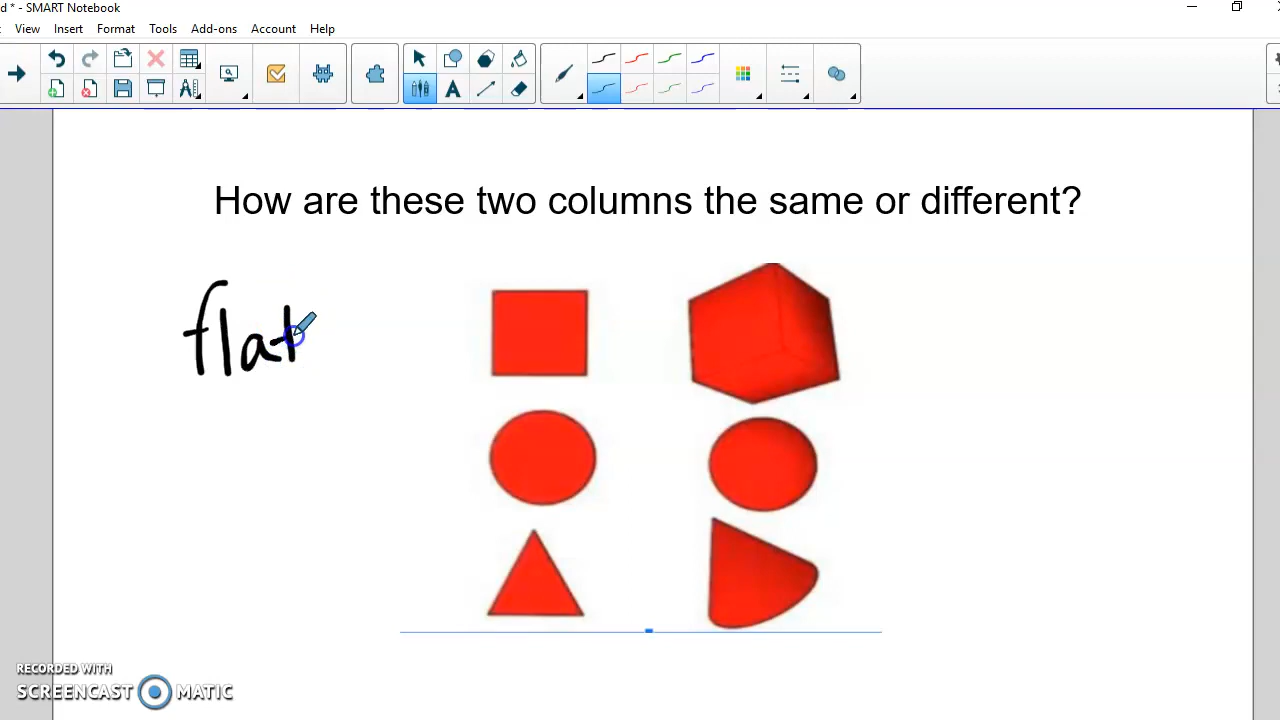 d * - SMART Notebook
View Insert Format Tools Add-ons Account Help
How are these two columns the same or different?
flat
RECORDED WITH
SCREENCAST MATIC